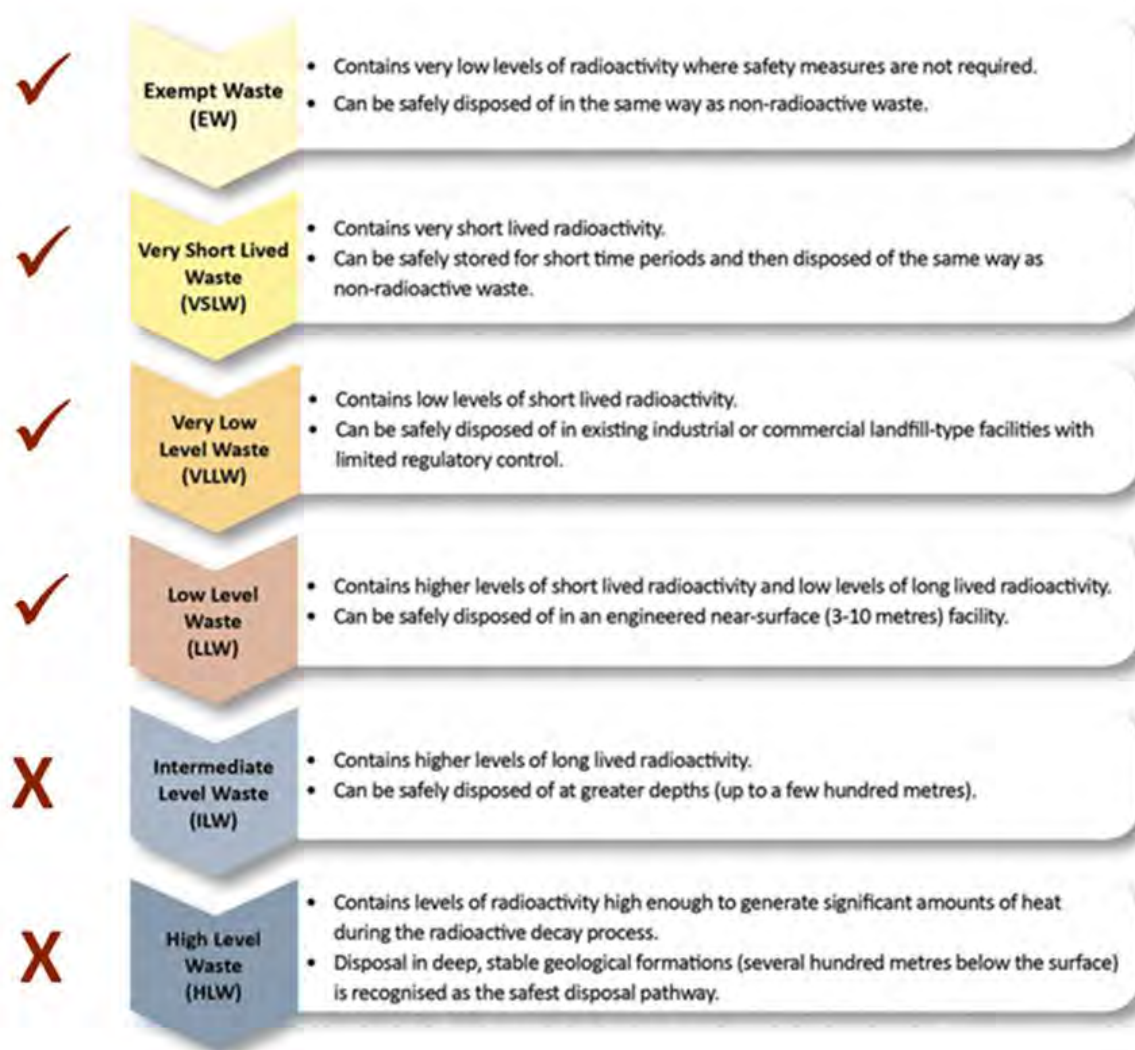 Exempt Waste
(EW)
• Contains very low levels of radioactivity where safety measures are not required.
• Can be safely disposed of in the same way as non-radioactive waste.
Very Short Lived
Waste
(VSLW)
• Contains very short lived radioactivity.
• Can be safely stored for short time periods and then disposed of the same way as
non-radioactive waste.
Very Low
Level Waste
(VLLW)
• Contains low levels of short lived radioactivity.
• Can be safely disposed of in existing industrial or commercial landfill-type facilities with
limited regulatory control.
Low Level
Waste
(LLW)
• Contains higher levels of short lived radioactivity and low levels of long lived radioactivity.
• Can be safely disposed of in an engineered near-surface (3-10 metres) facility.
X
Intermediate
Level Waste
(ILW)
• Contains higher levels of long lived radioactivity.
• Can be safely disposed of at greater depths (up to a few hundred metres).
X
High Level
Waste
(HLW)
• Contains levels of radioactivity high enough to generate significant amounts of heat
during the radioactive decay process.
• Disposal in deep, stable geological formations (several hundred metres below the surface)
is recognised as the safest disposal pathway.